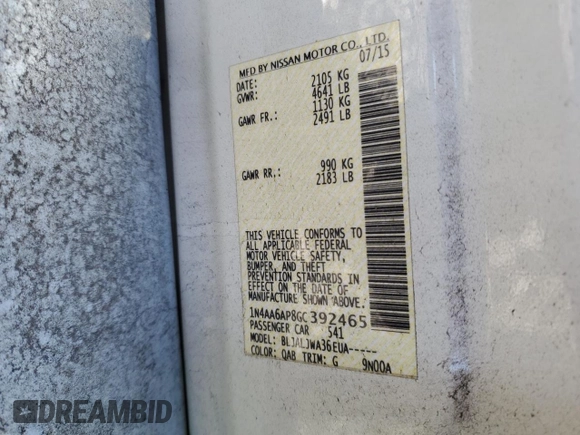 MFD BY NISSAN MOTOR CO., LTD.
DATE: 07/15
GVWR: 2105 KG
4641 LB
GAWR FR.: 1130 KG
2491 LB
GAWR RR.: 990 KG
2183 LB
THIS VEHICLE CONFORMS TO
ALL APPLICABLE FEDERAL
MOTOR VEHICLE SAFETY,
BUMPER, AND THEFT
PREVENTION STANDARDS IN
EFFECT ON THE DATE OF
MANUFACTURE SHOWN ABOVE.
1N4AA6AP8GC392465
PASSENGER CAR S41
MODEL: BLJALJWA36EUA-----
COLOR: QAB TRIM: G 9N00A
DREAMBID